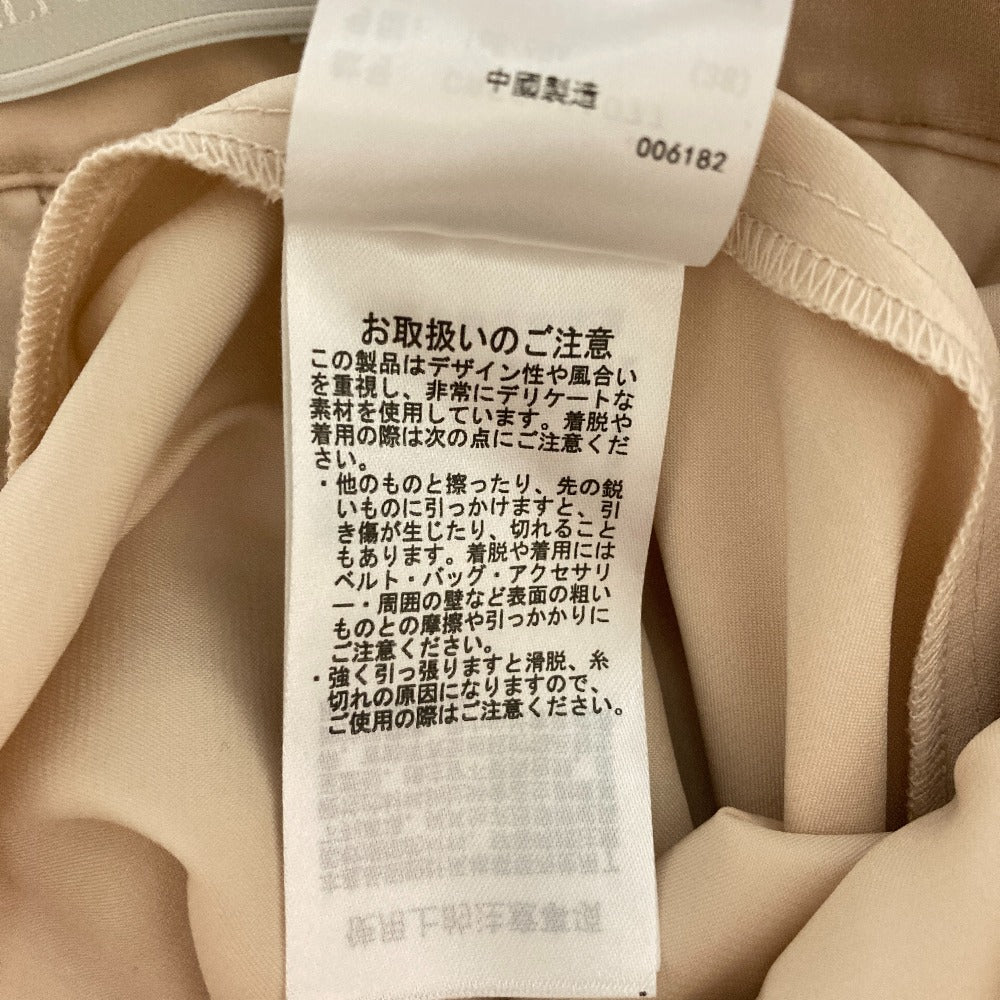 中國製造
006182
お取扱いのご注意
この製品はデザイン性や風合い
を重視し、非常にデリケートな
素材を使用しています。着脱や
着用の際は次の点にご注意くだ
さい。
・他のものと擦ったり、先の鋭
いものに引っかけますと、引
き傷が生じたり、切れること
もあります。着脱や着用には
ベルト・バッグ・アクセサリ
ー・周囲の壁など表面の粗い
ものとの摩擦や引っかかりに
ご注意ください。
・強く引っ張りますと滑脱、糸
切れの原因になりますので、
ご使用の際はご注意ください。